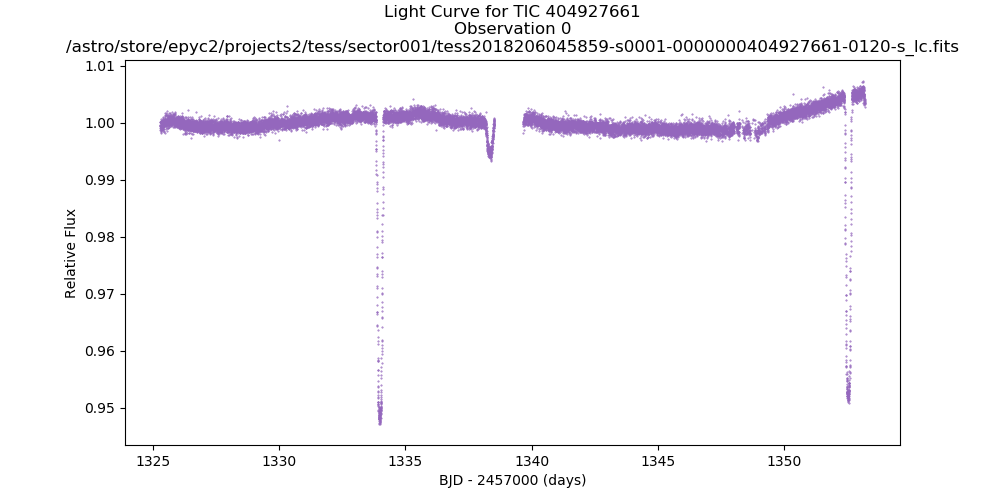 Light Curve for TIC 404927661
Observation 0
/astro/store/epyc2/projects2/tess/sector001/tess2018206045859-s0001-0000000404927661-0120-s_lc.fits
1.01
1.00
0.99
0.98
0.97
0.96
0.95
Relative Flux
1325
1330
1335
1340
1345
1350
BJD - 2457000 (days)